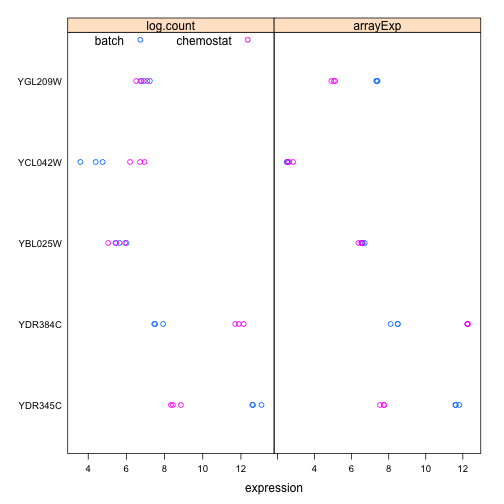 log.count arrayExp
batch chemostat
YGL209W
YCL042W
YBL025W
YDR384C
YDR345C
4 6 8 10 12 4 6 8 10 12
expression